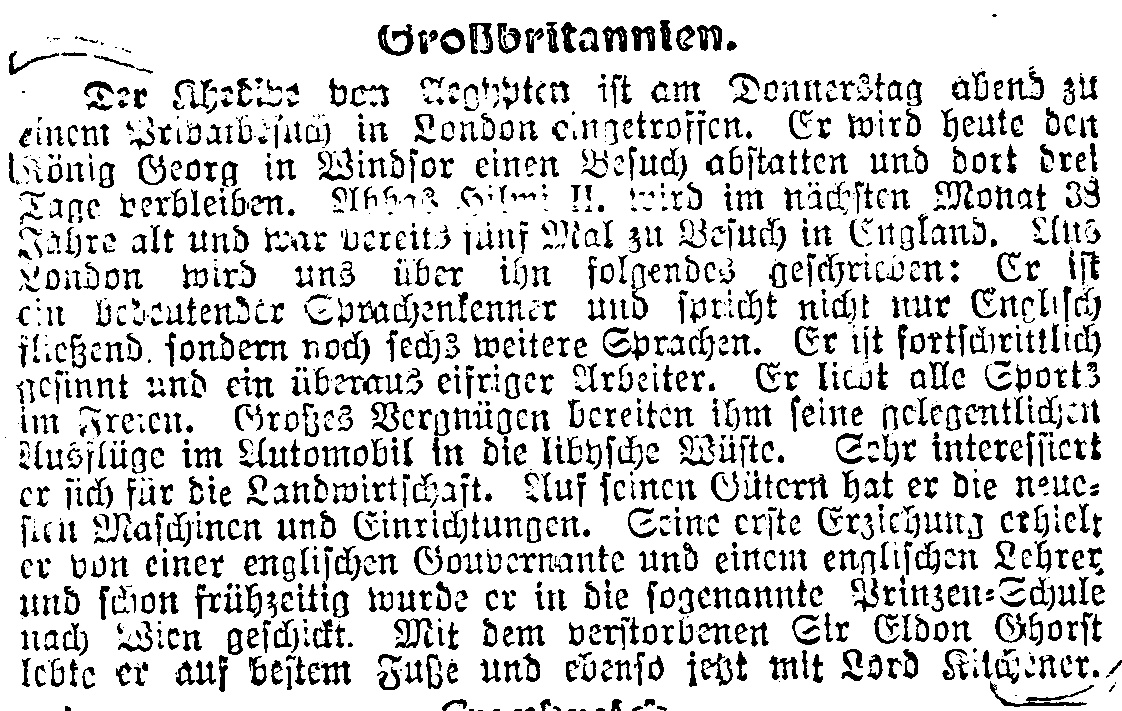 Großbritannien.
Der Khedive von Aegypten ist am Donnerstag abend zu
einem Privatbesuch in London eingetroffen. Er wird heute den
König Georg in Windsor einen Besuch abstatten und dort drei
Tage verbleiben. Abbas Hilmi II. wird im nächsten Monat 38
Jahre alt und war bereits fünf Mal zu Besuch in England. Aus
London wird uns über ihn folgendes geschrieben: Er ist
ein bedeutender Sprachenkenner und spricht nicht nur Englisch
fließend, sondern noch sechs weitere Sprachen. Er ist fortschrittlich
gesinnt und ein überaus eifriger Arbeiter. Er liebt alle Sports
im Freien. Großes Vergnügen bereiten ihm seine gelegentlichen
Ausflüge im Automobil in die libysche Wüste. Sehr interessiert
er sich für die Landwirtschaft. Auf seinen Gütern hat er die neue-
sten Maschinen und Einrichtungen. Seine erste Erziehung erhielt
er von einer englischen Gouvernante und einem englischen Lehrer,
und schon frühzeitig wurde er in die sogenannte Prinzen-Schule
nach Wien geschickt. Mit dem verstorbenen Sir Eldon Ghorst
lebte er auf bestem Fuße und ebenso jetzt mit Lord Kitchener.